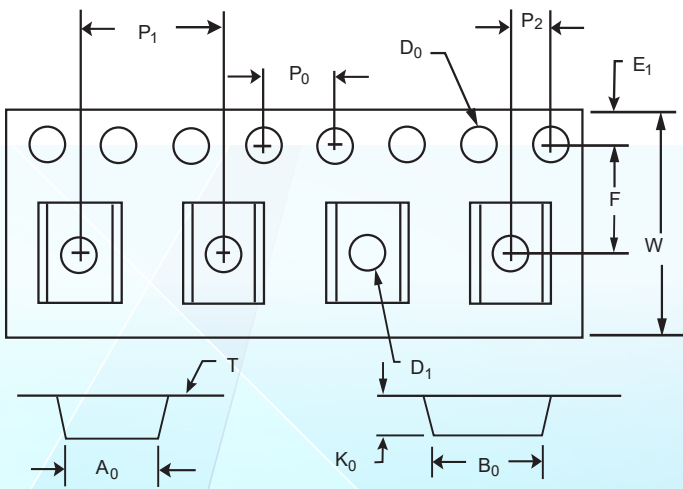 P₁
P₀
D₀
P₂
E₁
F
W
T
D₁
A₀
K₀
B₀